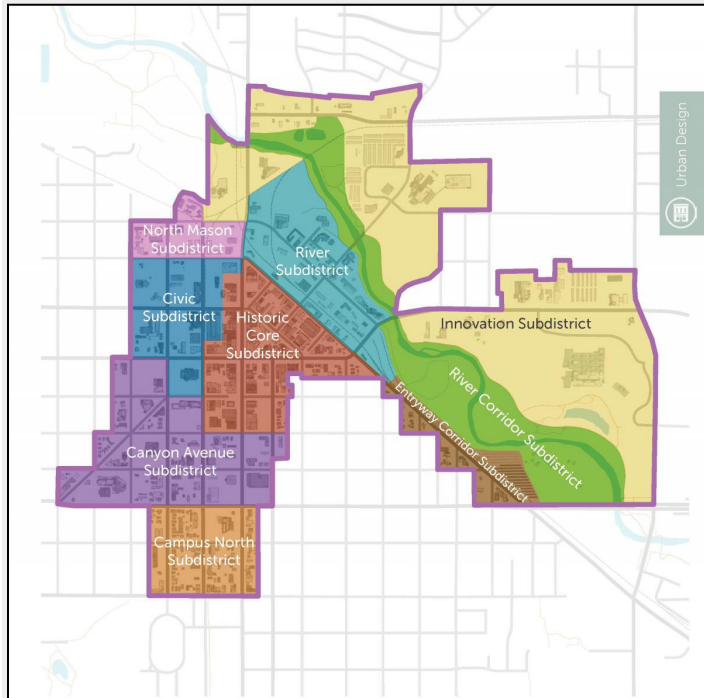 Urban Design
North Mason
Subdistrict
River
Subdistrict
Civic
Subdistrict
Historic
Core
Subdistrict
Innovation Subdistrict
River Corridor Subdistrict
Entryway Corridor Subdistrict
Canyon Avenue
Subdistrict
Campus North
Subdistrict